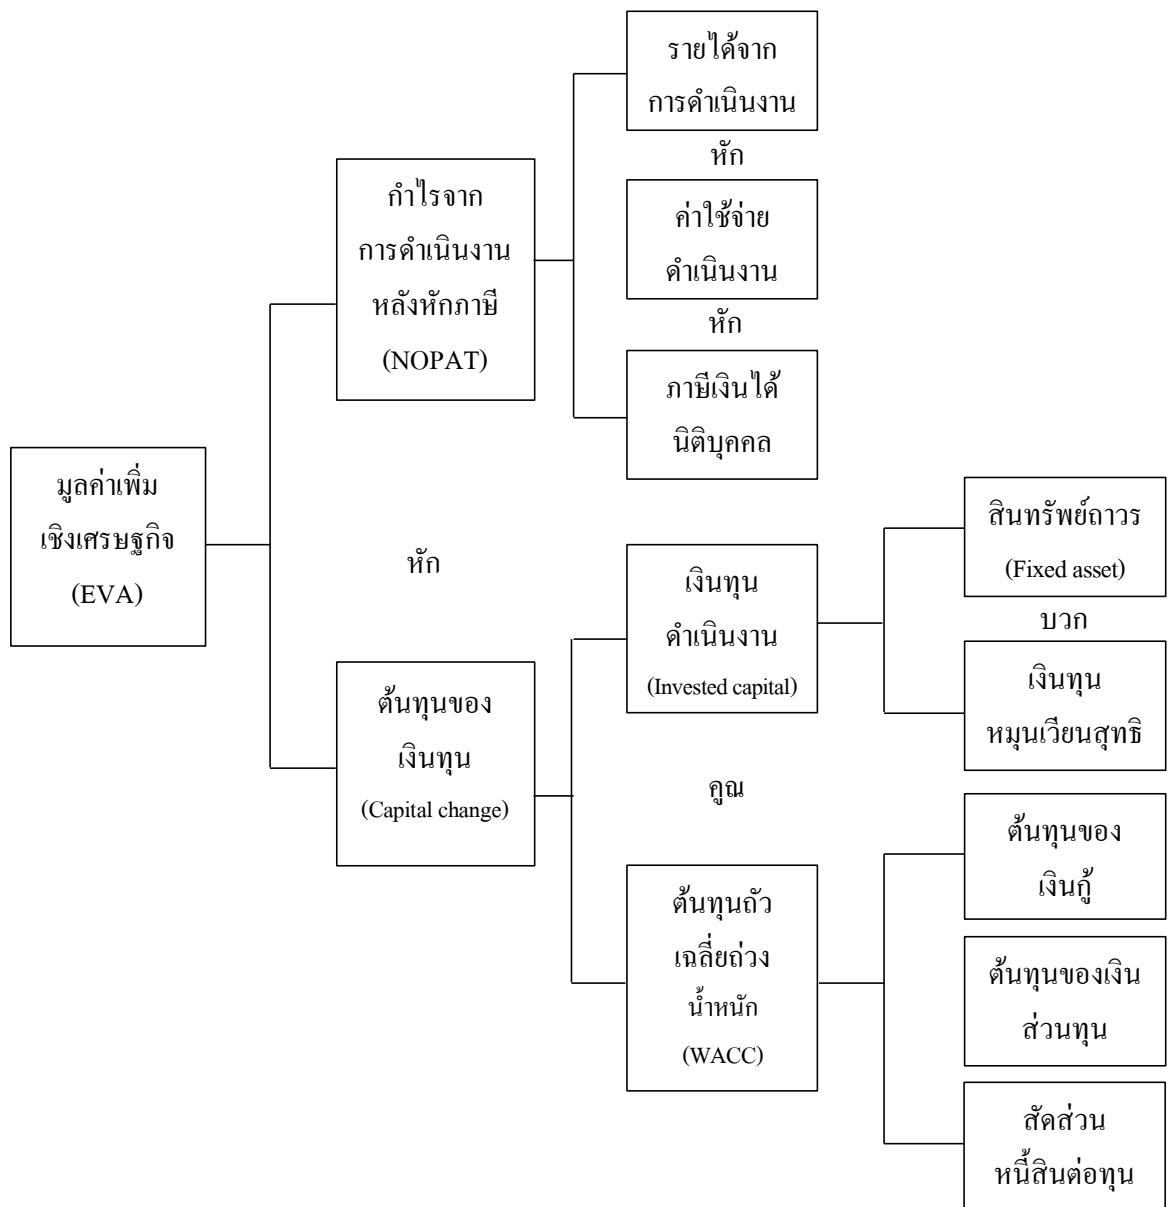 รายได้จาก
การดำเนินงาน
หัก
ค่าใช้จ่าย
ดำเนินงาน
หัก
ภาษีเงินได้
นิติบุคคล
กำไรจาก
การดำเนินงาน
หลังหักภาษี
(NOPAT)
มูลค่าเพิ่ม
เชิงเศรษฐกิจ
(EVA)
หัก
ต้นทุนของ
เงินทุน
(Capital change)
เงินทุน
ดำเนินงาน
(Invested capital)
คูณ
ต้นทุนถัว
เฉลี่ยถ่วง
น้ำหนัก
(WACC)
สินทรัพย์ถาวร
(Fixed asset)
บวก
เงินทุน
หมุนเวียนสุทธิ
ต้นทุนของ
เงินกู้
ต้นทุนของเงิน
ส่วนทุน
สัดส่วน
หนี้สินต่อทุน